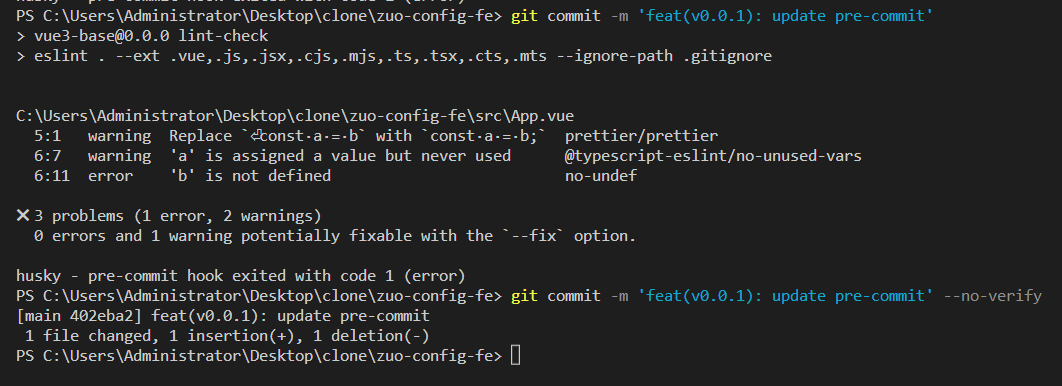 husky - pre-commit hook exited with code 1 (error)
PS C:\Users\Administrator\Desktop\clone\zuo-config-fe> git commit -m 'feat(v0.0.1): update pre-commit'
> vue3-base@0.0.0 lint-check
> eslint . --ext .vue,.js,.jsx,.cjs,.mjs,.ts,.tsx,.cts,.mts --ignore-path .gitignore
C:\Users\Administrator\Desktop\clone\zuo-config-fe\src\App.vue
5:1 warning Replace `⏎const·a·=·b` with `const·a·=·b;` prettier/prettier
6:7 warning 'a' is assigned a value but never used @typescript-eslint/no-unused-vars
6:11 error 'b' is not defined no-undef
✖ 3 problems (1 error, 2 warnings)
0 errors and 1 warning potentially fixable with the `--fix` option.
husky - pre-commit hook exited with code 1 (error)
PS C:\Users\Administrator\Desktop\clone\zuo-config-fe> git commit -m 'feat(v0.0.1): update pre-commit' --no-verify
[main 402eba2] feat(v0.0.1): update pre-commit
1 file changed, 1 insertion(+), 1 deletion(-)
PS C:\Users\Administrator\Desktop\clone\zuo-config-fe>